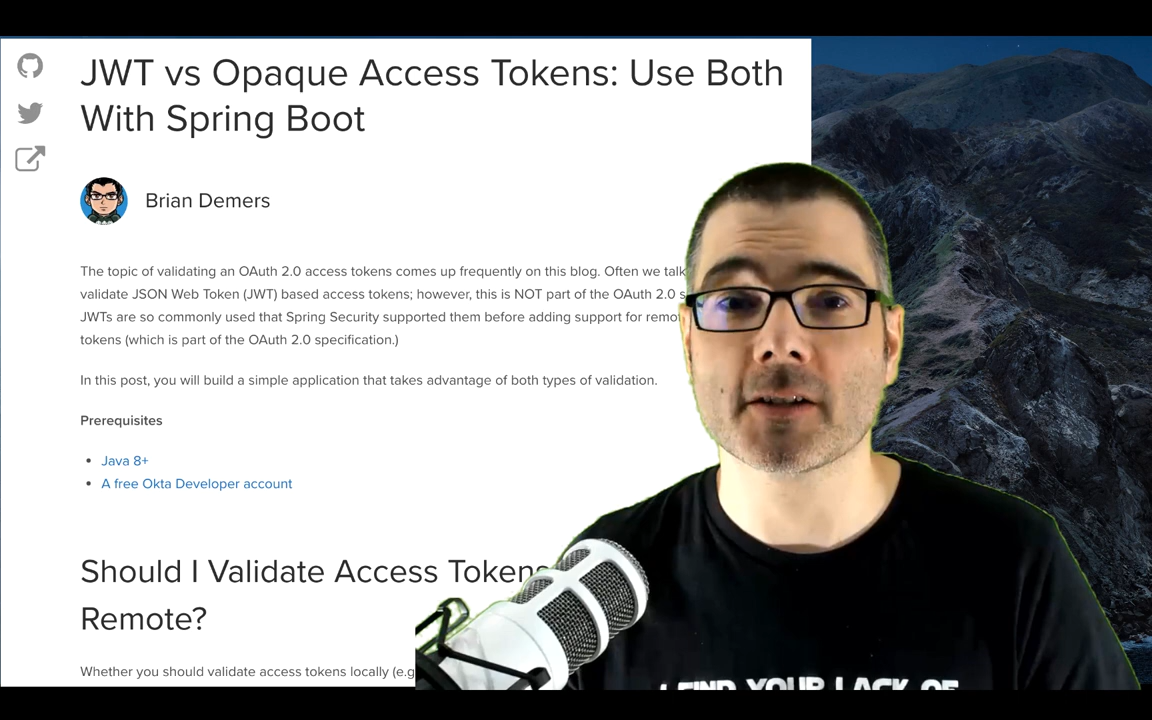 JWT vs Opaque Access Tokens: Use Both
With Spring Boot
Brian Demers
The topic of validating an OAuth 2.0 access tokens comes up frequently on this blog. Often we talk
validate JSON Web Token (JWT) based access tokens; however, this is NOT part of the OAuth 2.0
JWTs are so commonly used that Spring Security supported them before adding support for
tokens (which is part of the OAuth 2.0 specification.)
In this post, you will build a simple application that takes advantage of both types of validation.
Prerequisites
• Java 8+
• A free Okta Developer account
Should I Validate Access Tokens
Remote?
Whether you should validate access tokens locally (e.g
I FIND YOUR LACK OF